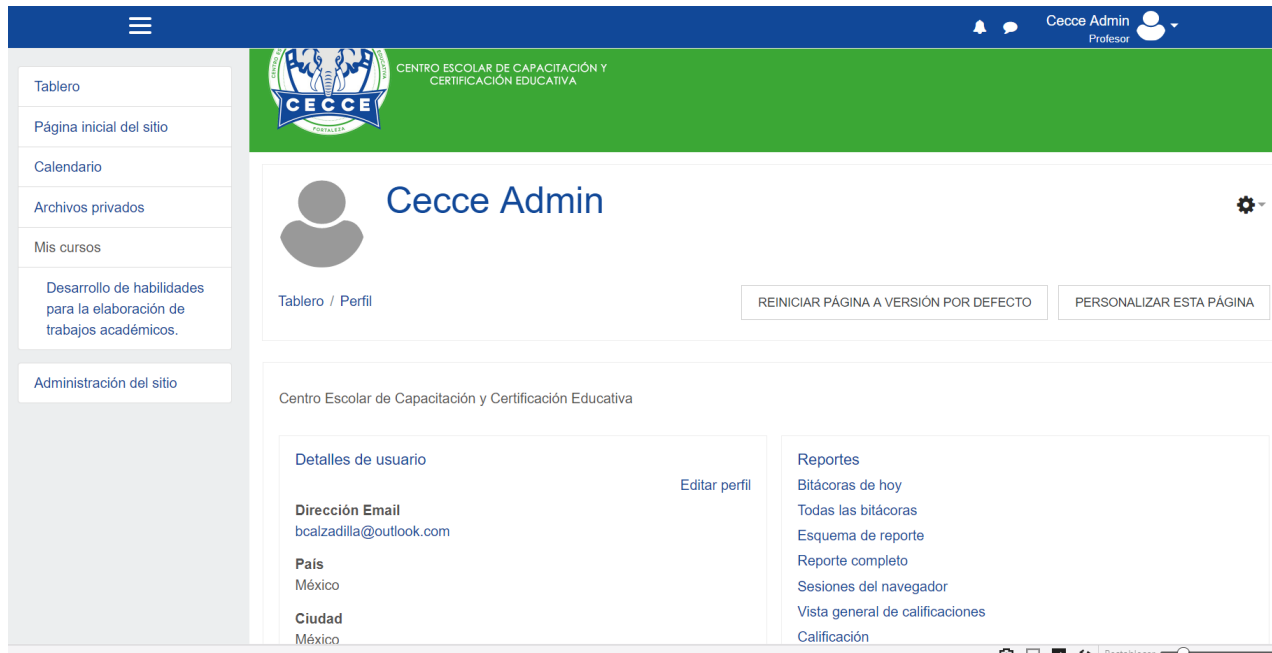 Cecce Admin
Profesor
Tablero
Página inicial del sitio
Calendario
Archivos privados
Mis cursos
Desarrollo de habilidades
para la elaboración de
trabajos académicos.
Administración del sitio
CENTRO ESCOLAR DE CAPACITACIÓN Y
CERTIFICACIÓN EDUCATIVA
CECCE
FORTALEZA
Cecce Admin
Tablero / Perfil
REINICIAR PÁGINA A VERSIÓN POR DEFECTO
PERSONALIZAR ESTA PÁGINA
Centro Escolar de Capacitación y Certificación Educativa
Detalles de usuario
Editar perfil
Dirección Email
bcalzadilla@outlook.com
País
México
Ciudad
México
Reportes
Bitácoras de hoy
Todas las bitácoras
Esquema de reporte
Reporte completo
Sesiones del navegador
Vista general de calificaciones
Calificación